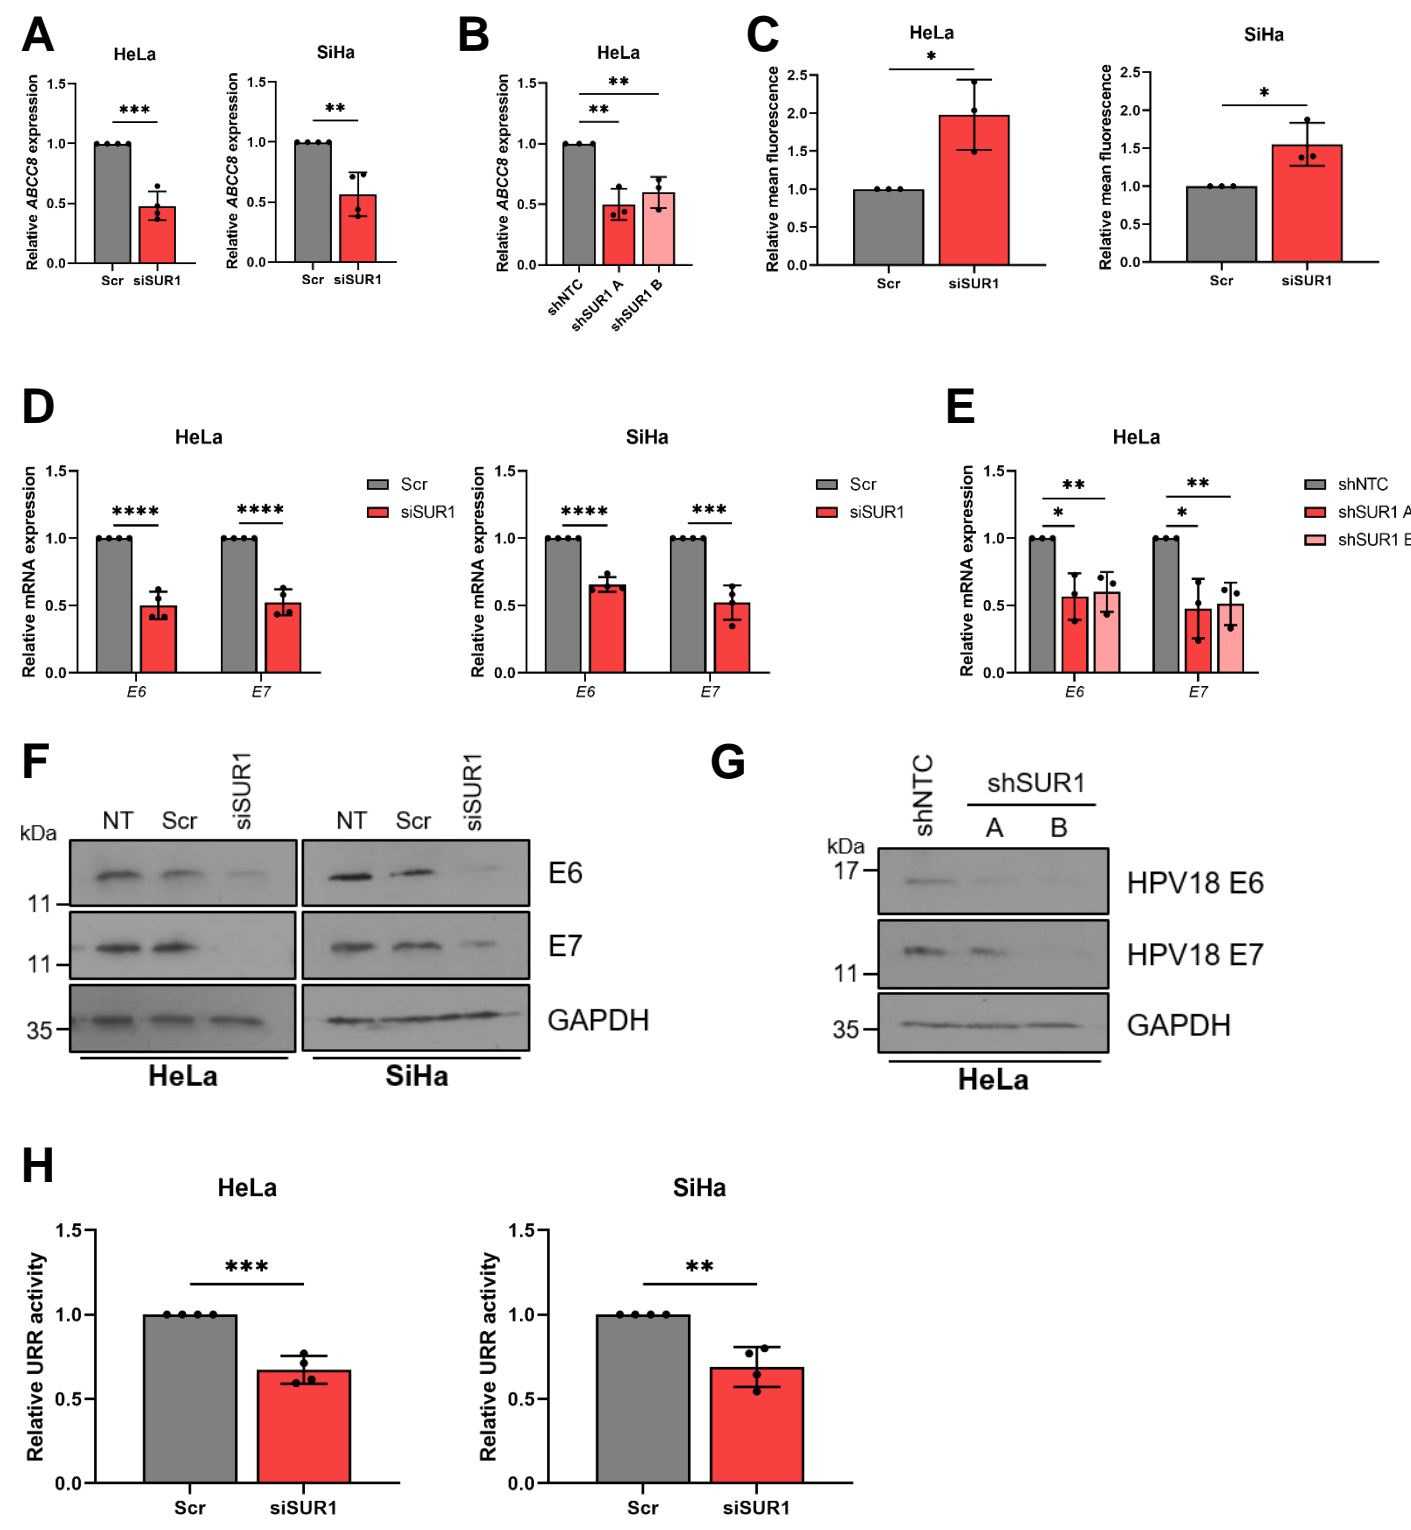 A
HeLa
Relative ABCC8 expression
1.5
1.0
0.5
0.0
***
Scr siSUR1
SiHa
Relative ABCC8 expression
1.5
1.0
0.5
0.0
**
Scr siSUR1
B
HeLa
Relative ABCC8 expression
1.5
1.0
0.5
0.0
**
**
shNTC
shSUR1 A
shSUR1 B
C
HeLa
Relative mean fluorescence
2.5
2.0
1.5
1.0
0.5
0.0
*
Scr siSUR1
SiHa
Relative mean fluorescence
2.5
2.0
1.5
1.0
0.5
0.0
*
Scr siSUR1
D
HeLa
Relative mRNA expression
1.5
1.0
0.5
0.0
**** ****
E6 E7
Scr
siSUR1
SiHa
Relative mRNA expression
1.5
1.0
0.5
0.0
**** ***
E6 E7
Scr
siSUR1
E
HeLa
Relative mRNA expression
1.5
1.0
0.5
0.0
** **
* *
E6 E7
shNTC
shSUR1 A
shSUR1 B
F
kDa
NT Scr siSUR1
NT Scr siSUR1
11
E6
11
E7
35
GAPDH
HeLa SiHa
G
kDa
shNTC
shSUR1
A B
17
HPV18 E6
HPV18 E7
11
35
GAPDH
HeLa
H
HeLa
Relative URR activity
1.5
1.0
0.5
0.0
***
Scr siSUR1
SiHa
Relative URR activity
1.5
1.0
0.5
0.0
**
Scr siSUR1